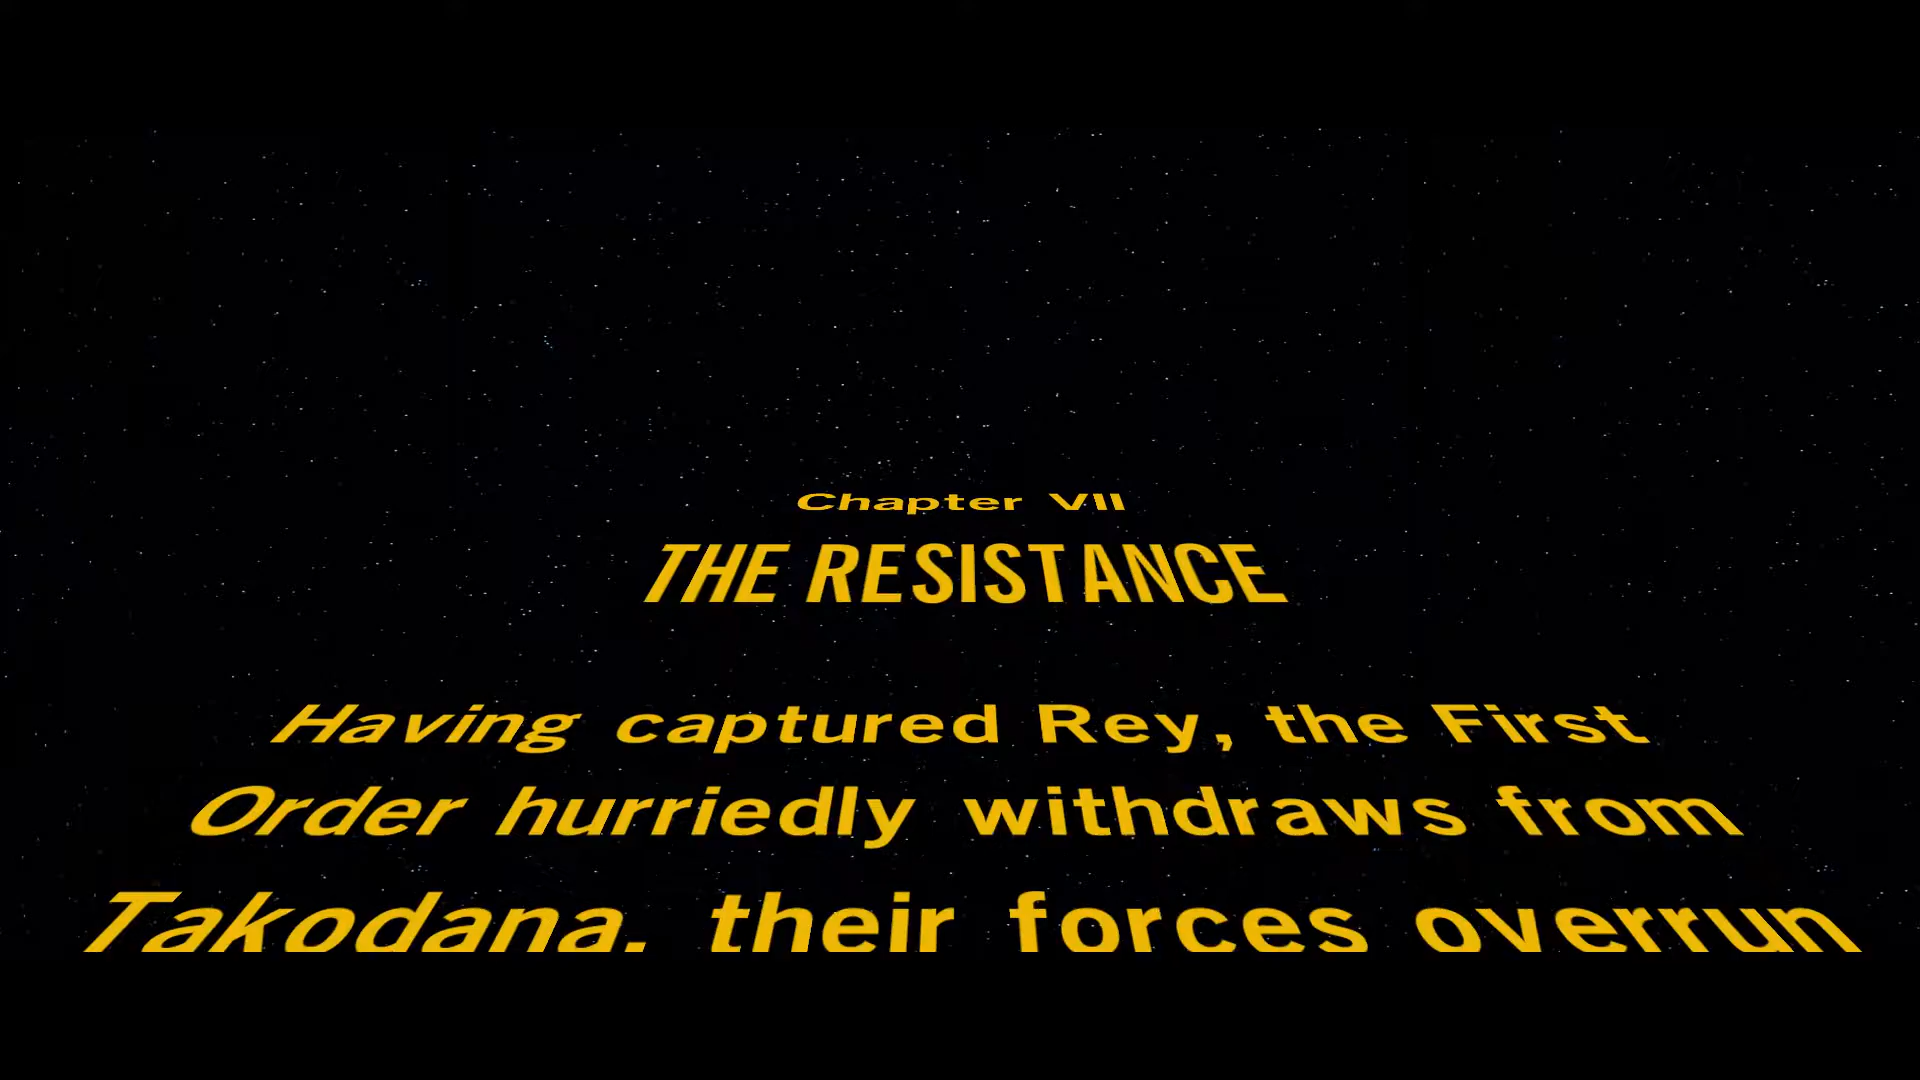 Chapter VII
THE RESISTANCE
Having captured Rey, the First
Order hurriedly withdraws from
Takodana, their forces overrun